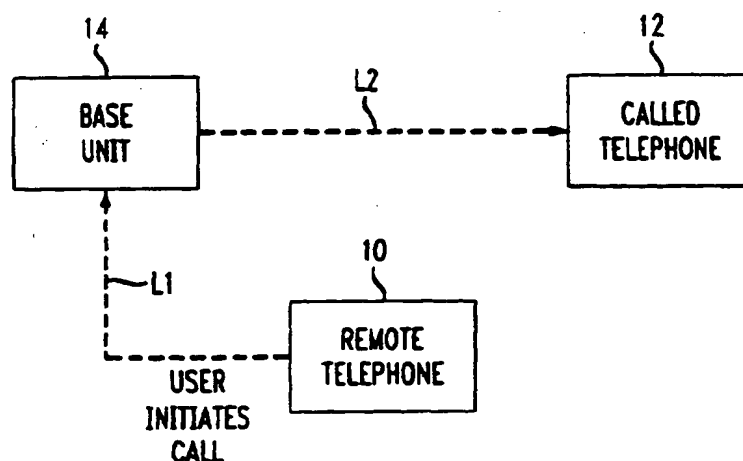 14
BASE
UNIT
L2
12
CALLED
TELEPHONE
L1
10
REMOTE
TELEPHONE
USER
INITIATES
CALL